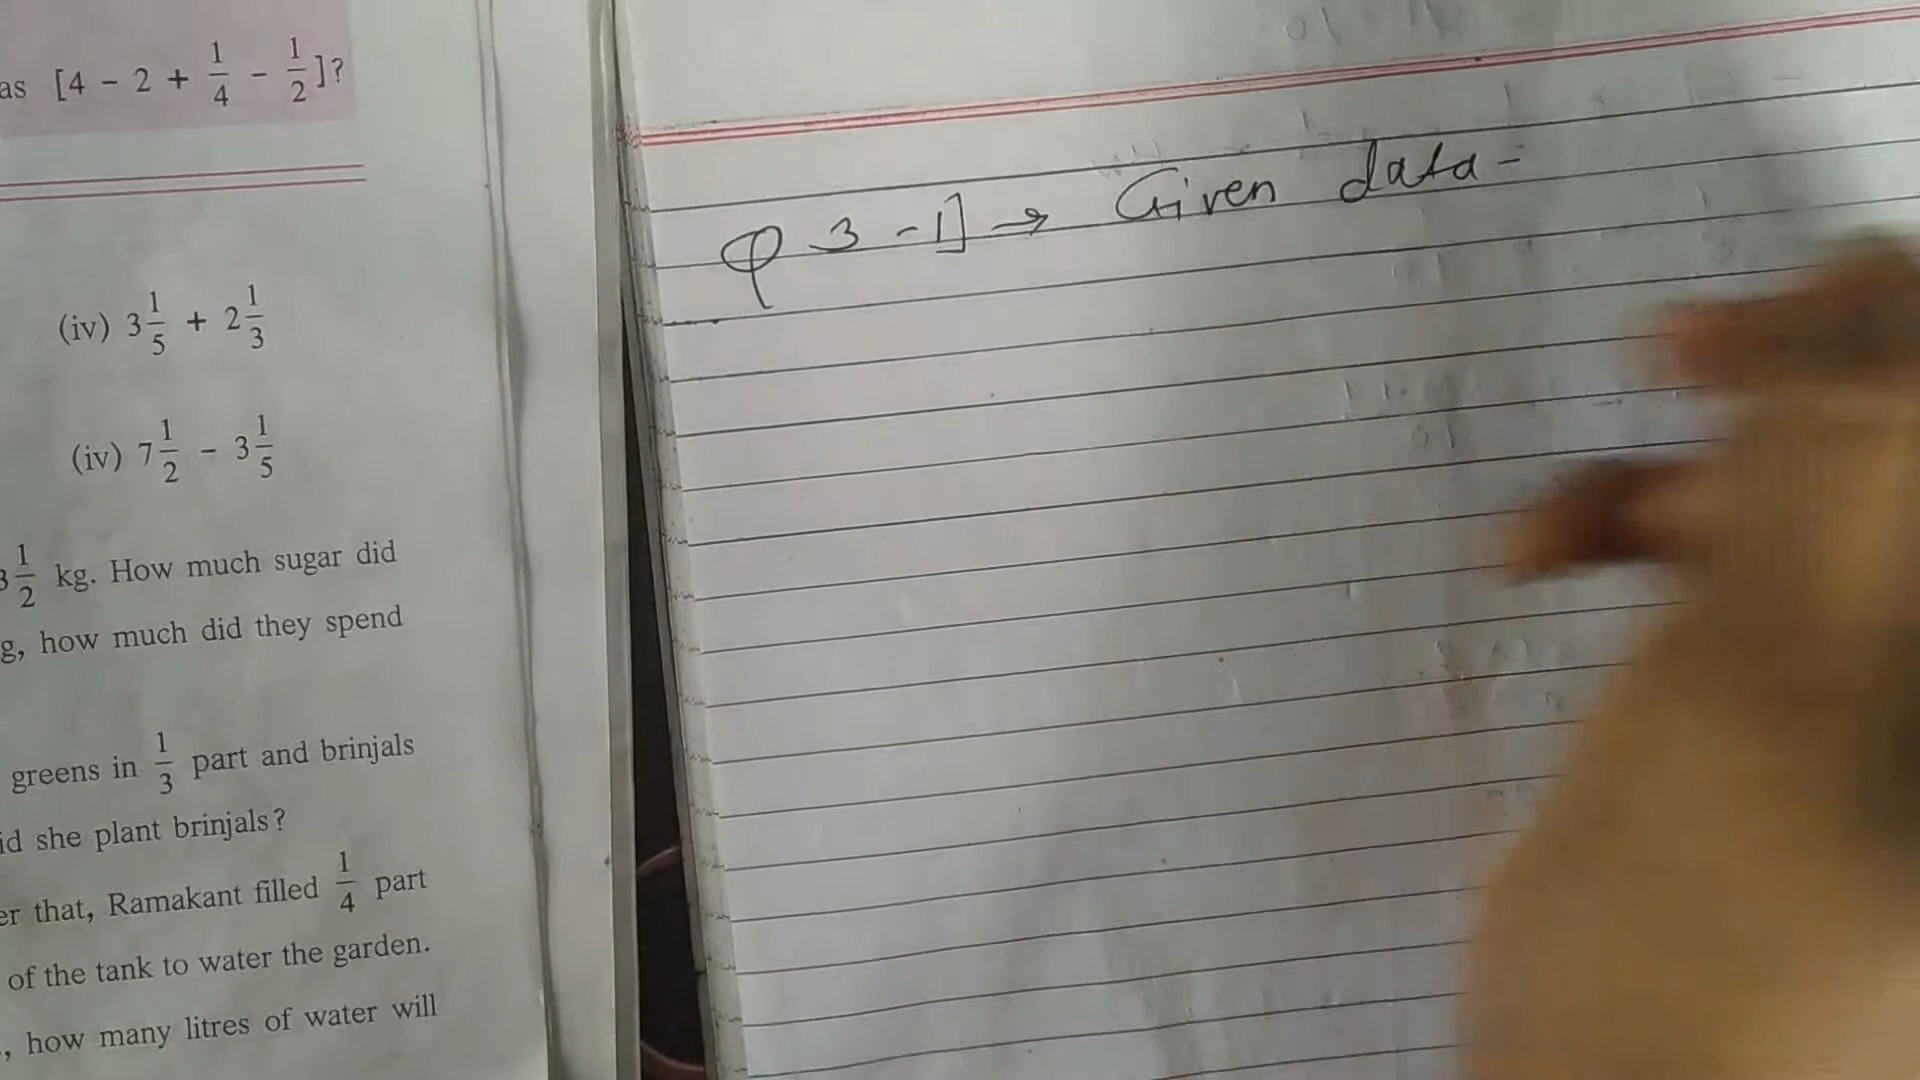 as [4 - 2 + 1/4 - 1/2]?
(iv) 3 1/5 + 2 1/3
(iv) 7 1/2 - 3 1/5
3 1/2 kg. How much sugar did
g, how much did they spend
greens in 1/3 part and brinjals
id she plant brinjals?
er that, Ramakant filled 1/4 part
of the tank to water the garden.
, how many litres of water will
Q 3 - 1] → Given data -